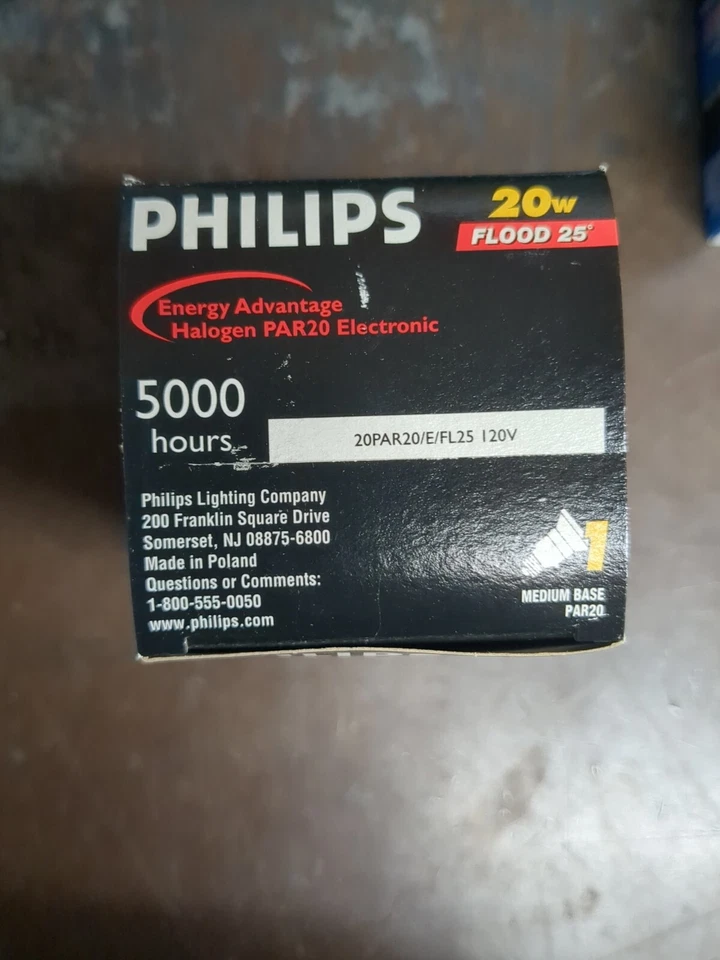 PHILIPS
20w
FLOOD 25°
Energy Advantage
Halogen PAR20 Electronic
5000
hours
20PAR20/E/FL25 120V
Philips Lighting Company
200 Franklin Square Drive
Somerset, NJ 08875-6800
Made in Poland
Questions or Comments:
1-800-555-0050
www.philips.com
1
MEDIUM BASE
PAR20